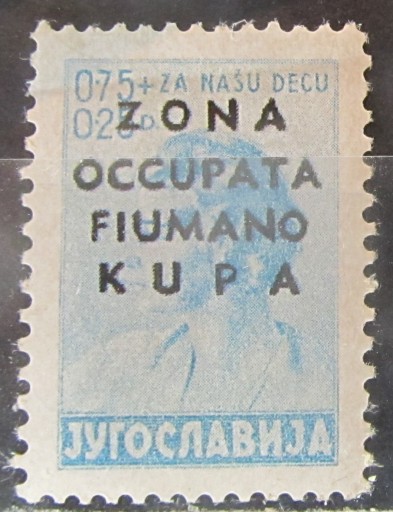 0.75 + ZA NAŠU DECU
0.25 D.
ZONA
OCCUPATA
FIUMANO
KUPA
ЈУГОСЛАВИЈА